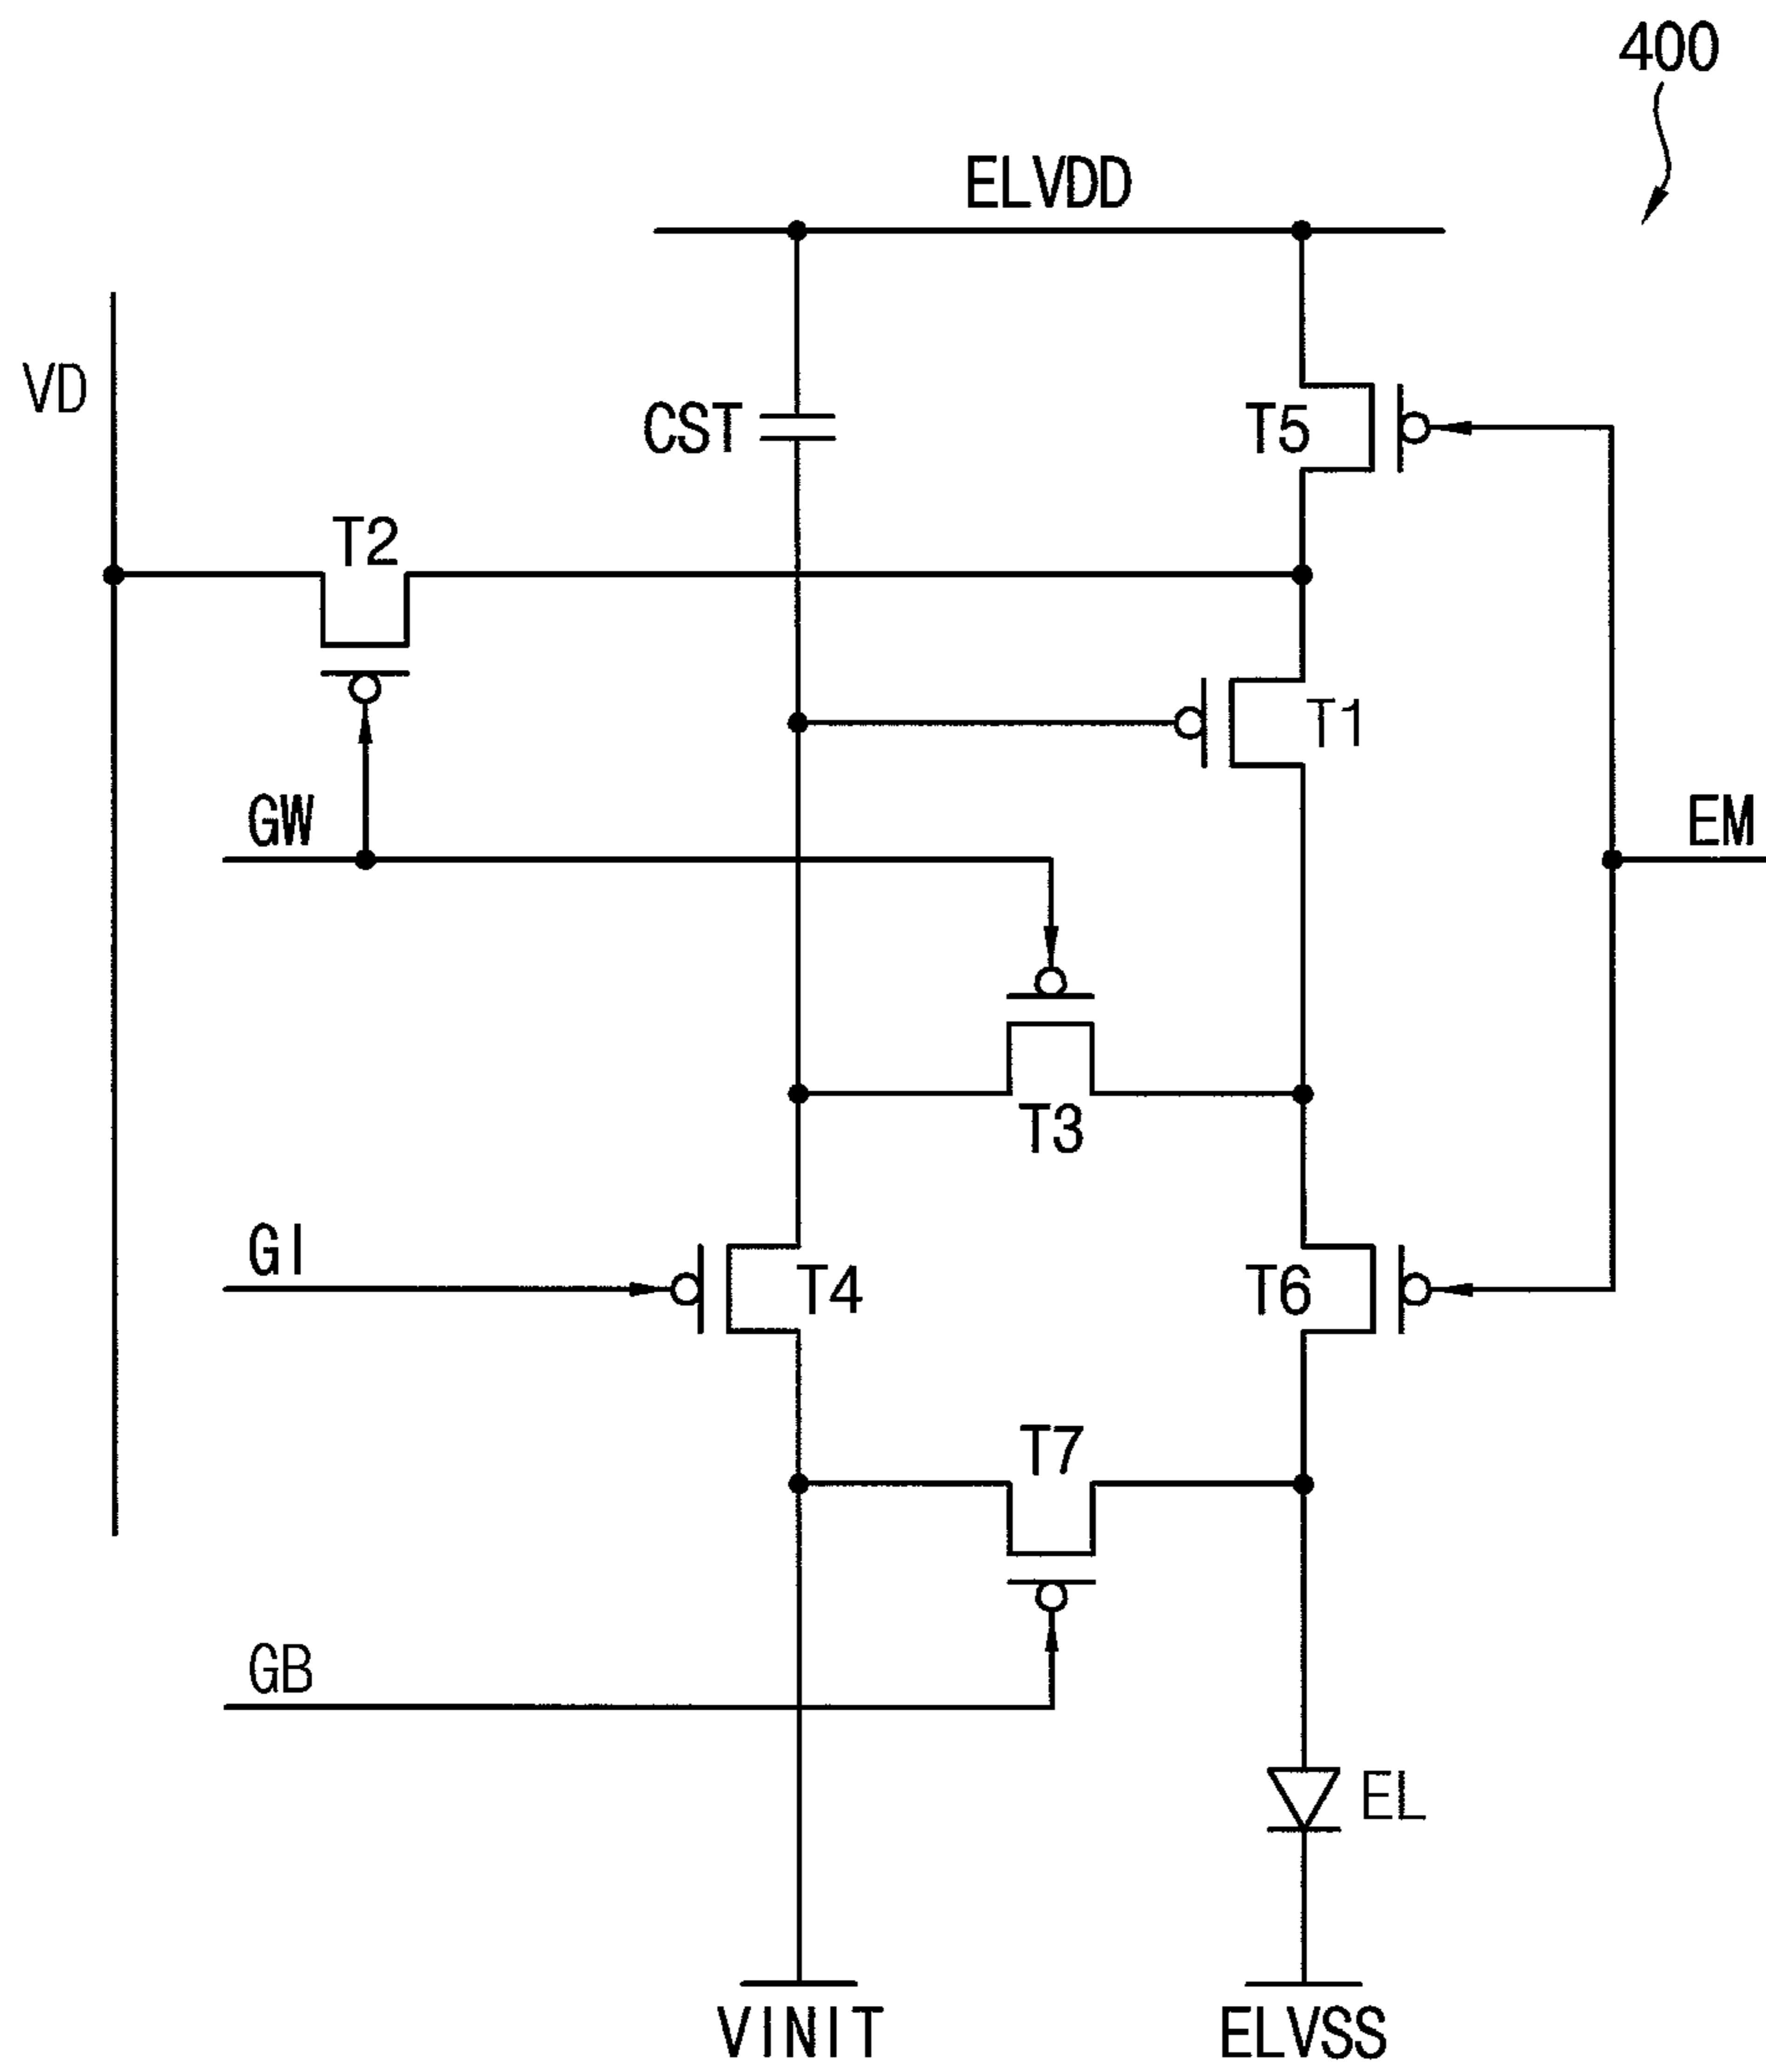 400
ELVDD
VD
CST
T5
T2
T1
GW
EM
T3
GI
T4
T6
T7
GB
EL
VINIT
ELVSS